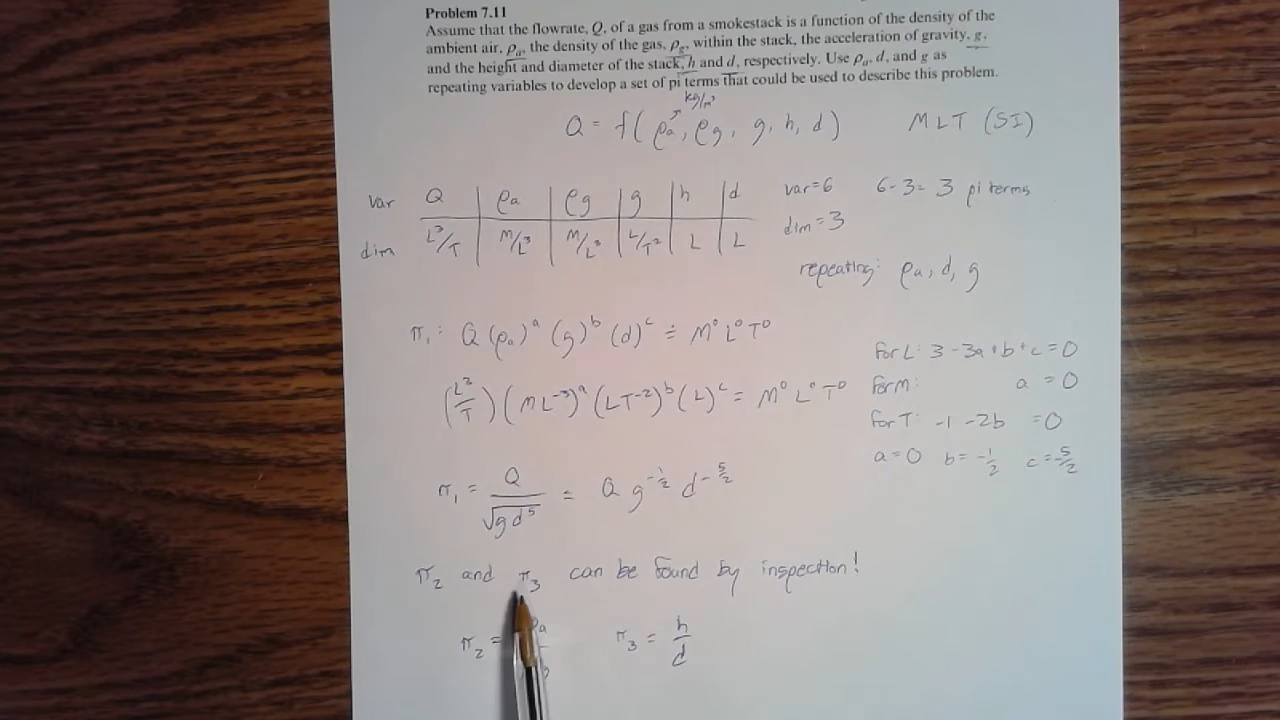 Problem 7.11
Assume that the flowrate, Q, of a gas from a smokestack is a function of the density of the
ambient air, ρa, the density of the gas, ρg, within the stack, the acceleration of gravity, g,
and the height and diameter of the stack, h and d, respectively. Use ρa, d, and g as
repeating variables to develop a set of pi terms that could be used to describe this problem.
kg/m³
Q = f(ρa, ρg, g, h, d) MLT (SI)
var Q ρa ρg g h d var=6 6-3= 3 pi terms
dim L³/T M/L³ M/L³ L/T² L L dim=3
repeating: ρa, d, g
π₁: Q (ρa)ᵃ (g)ᵇ (d)ᶜ ≐ M⁰ L⁰ T⁰
(L³/T) (ML⁻³)ᵃ (LT⁻²)ᵇ (L)ᶜ = M⁰ L⁰ T⁰
for L: 3 - 3a + b + c = 0
for m: a = 0
for T: -1 -2b = 0
a=0 b= -1/2 c= -5/2
π₁ = Q/√gd⁵ = Q g^-1/2 d^-5/2
π₂ and π₃ can be found by inspection!
π₂ = π₃ = h/d